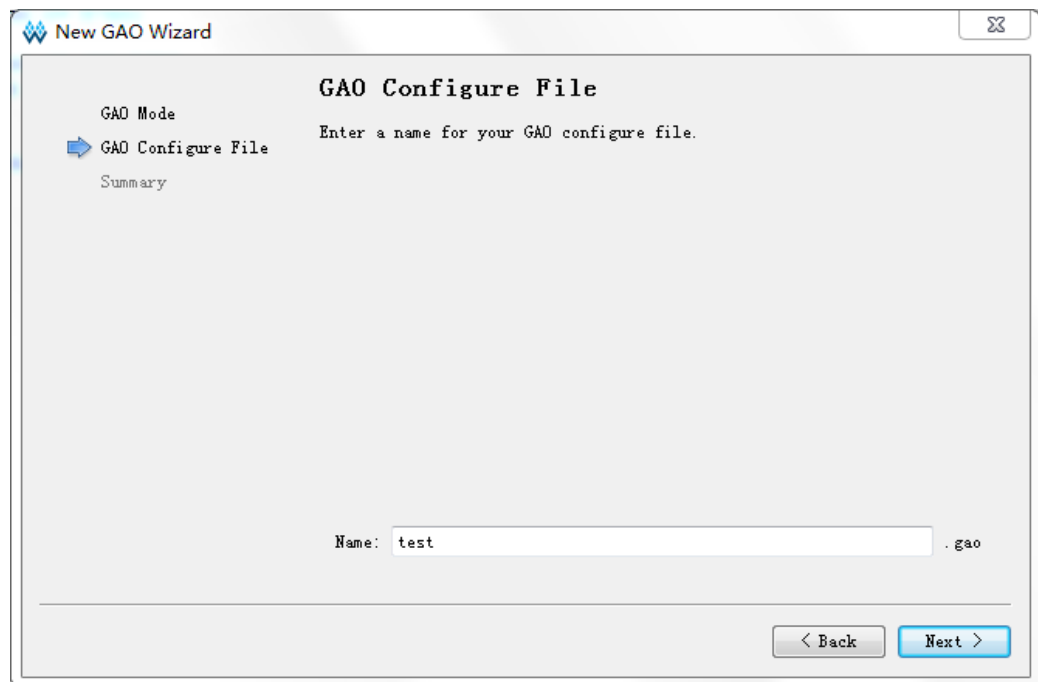 New GAO Wizard
GAO Mode
GAO Configure File
Summary
GAO Configure File
Enter a name for your GAO configure file.
Name: test .gao
< Back Next >